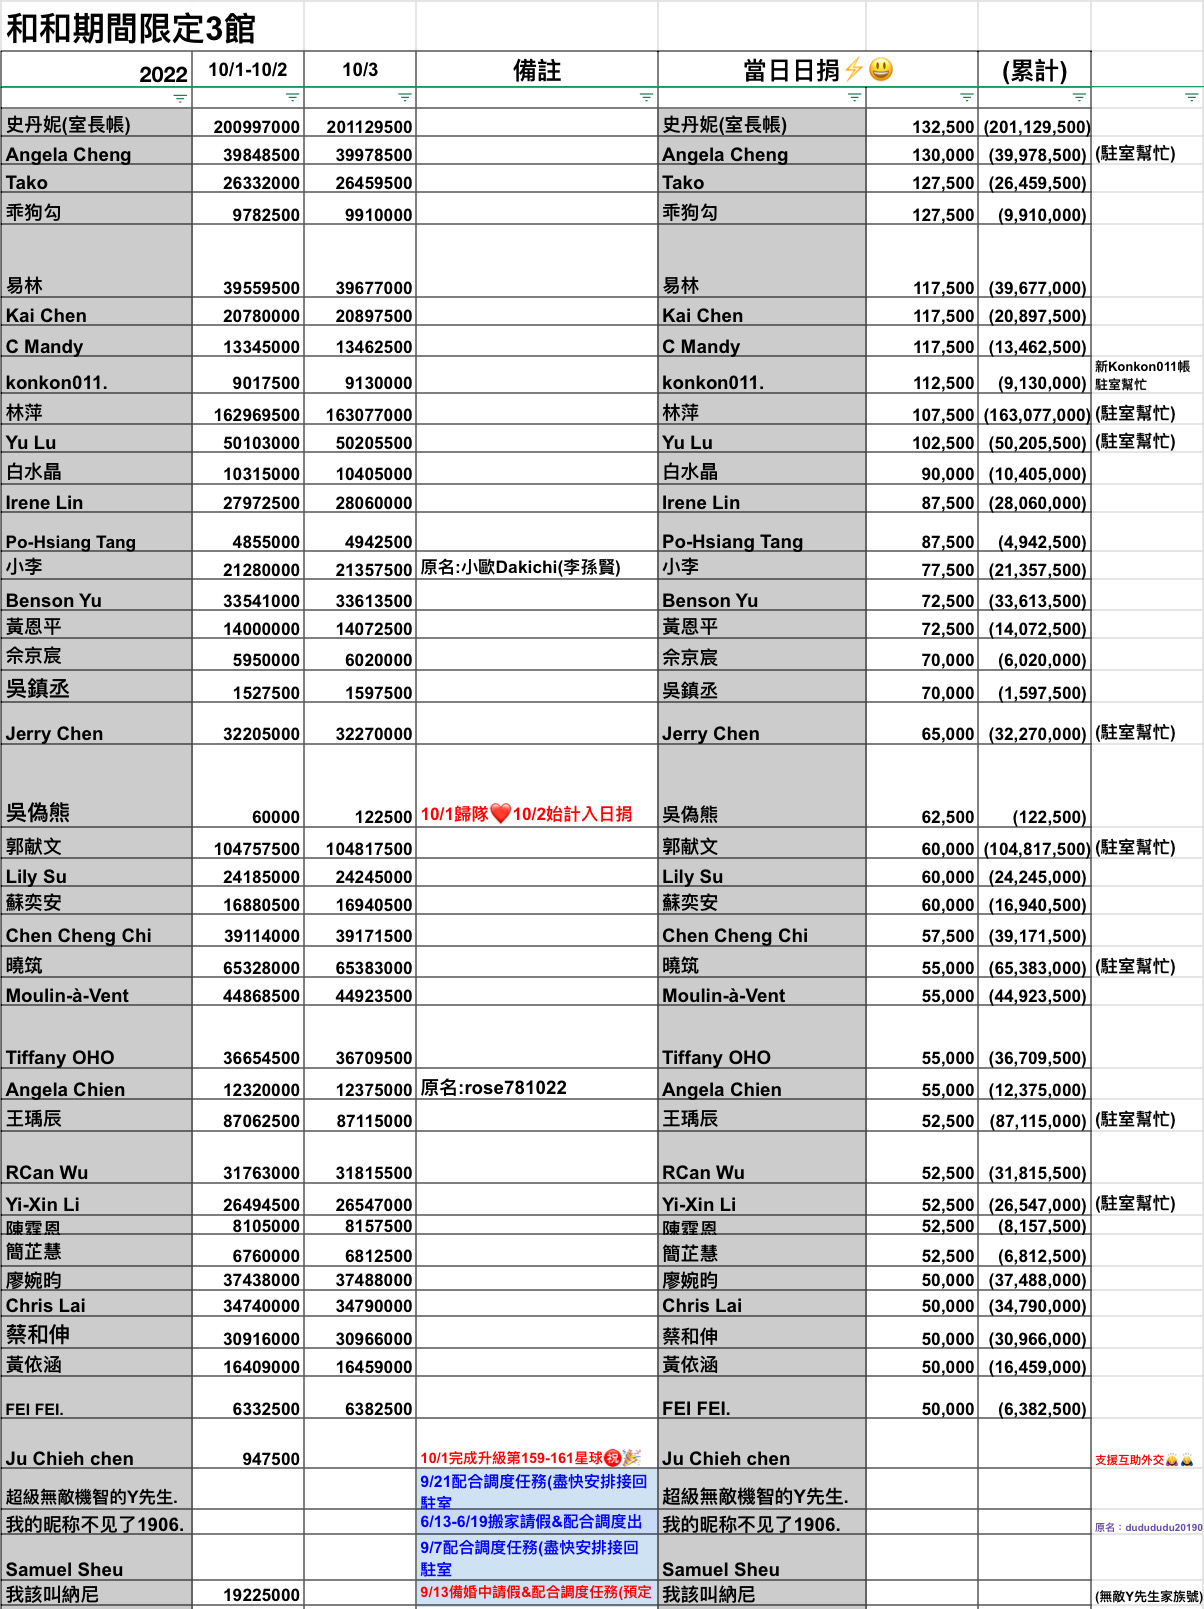 和和期間限定3館
2022 10/1-10/2 10/3 備註 當日日捐⚡😃 (累計)
史丹妮(室長帳) 200997000 201129500 史丹妮(室長帳) 132,500 (201,129,500)
Angela Cheng 39848500 39978500 Angela Cheng 130,000 (39,978,500) (駐室幫忙)
Tako 26332000 26459500 Tako 127,500 (26,459,500)
乖狗勾 9782500 9910000 乖狗勾 127,500 (9,910,000)
易林 39559500 39677000 易林 117,500 (39,677,000)
Kai Chen 20780000 20897500 Kai Chen 117,500 (20,897,500)
C Mandy 13345000 13462500 C Mandy 117,500 (13,462,500)
konkon011. 9017500 9130000 konkon011. 112,500 (9,130,000) 新Konkon011帳
駐室幫忙
林萍 162969500 163077000 林萍 107,500 (163,077,000) (駐室幫忙)
Yu Lu 50103000 50205500 Yu Lu 102,500 (50,205,500) (駐室幫忙)
白水晶 10315000 10405000 白水晶 90,000 (10,405,000)
Irene Lin 27972500 28060000 Irene Lin 87,500 (28,060,000)
Po-Hsiang Tang 4855000 4942500 Po-Hsiang Tang 87,500 (4,942,500)
小李 21280000 21357500 原名:小歐Dakichi(李孫賢) 小李 77,500 (21,357,500)
Benson Yu 33541000 33613500 Benson Yu 72,500 (33,613,500)
黃恩平 14000000 14072500 黃恩平 72,500 (14,072,500)
佘京宸 5950000 6020000 佘京宸 70,000 (6,020,000)
吳鎮丞 1527500 1597500 吳鎮丞 70,000 (1,597,500)
Jerry Chen 32205000 32270000 Jerry Chen 65,000 (32,270,000) (駐室幫忙)
吳偽熊 60000 122500 10/1歸隊❤️10/2始計入日捐 吳偽熊 62,500 (122,500)
郭献文 104757500 104817500 郭献文 60,000 (104,817,500) (駐室幫忙)
Lily Su 24185000 24245000 Lily Su 60,000 (24,245,000)
蘇奕安 16880500 16940500 蘇奕安 60,000 (16,940,500)
Chen Cheng Chi 39114000 39171500 Chen Cheng Chi 57,500 (39,171,500)
曉筑 65328000 65383000 曉筑 55,000 (65,383,000) (駐室幫忙)
Moulin-à-Vent 44868500 44923500 Moulin-à-Vent 55,000 (44,923,500)
Tiffany OHO 36654500 36709500 Tiffany OHO 55,000 (36,709,500)
Angela Chien 12320000 12375000 原名:rose781022 Angela Chien 55,000 (12,375,000)
王瑀辰 87062500 87115000 王瑀辰 52,500 (87,115,000) (駐室幫忙)
RCan Wu 31763000 31815500 RCan Wu 52,500 (31,815,500)
Yi-Xin Li 26494500 26547000 Yi-Xin Li 52,500 (26,547,000) (駐室幫忙)
陳霆恩 8105000 8157500 陳霆恩 52,500 (8,157,500)
簡芷慧 6760000 6812500 簡芷慧 52,500 (6,812,500)
廖婉昀 37438000 37488000 廖婉昀 50,000 (37,488,000)
Chris Lai 34740000 34790000 Chris Lai 50,000 (34,790,000)
蔡和伸 30916000 30966000 蔡和伸 50,000 (30,966,000)
黃依涵 16409000 16459000 黃依涵 50,000 (16,459,000)
FEI FEI. 6332500 6382500 FEI FEI. 50,000 (6,382,500)
Ju Chieh chen 947500 10/1完成升級第159-161星球㊗️🎉 Ju Chieh chen 支援互助外交🙇🙇
超級無敵機智的Y先生. 9/21配合調度任務(盡快安排接回
駐室 超級無敵機智的Y先生.
我的昵称不见了1906. 6/13-6/19搬家請假&配合調度出 我的昵称不见了1906. 原名：dudududu20190
Samuel Sheu 9/7配合調度任務(盡快安排接回
駐室 Samuel Sheu
我該叫納尼 19225000 9/13備婚中請假&配合調度任務(預定 我該叫納尼 (無敵Y先生家族號)